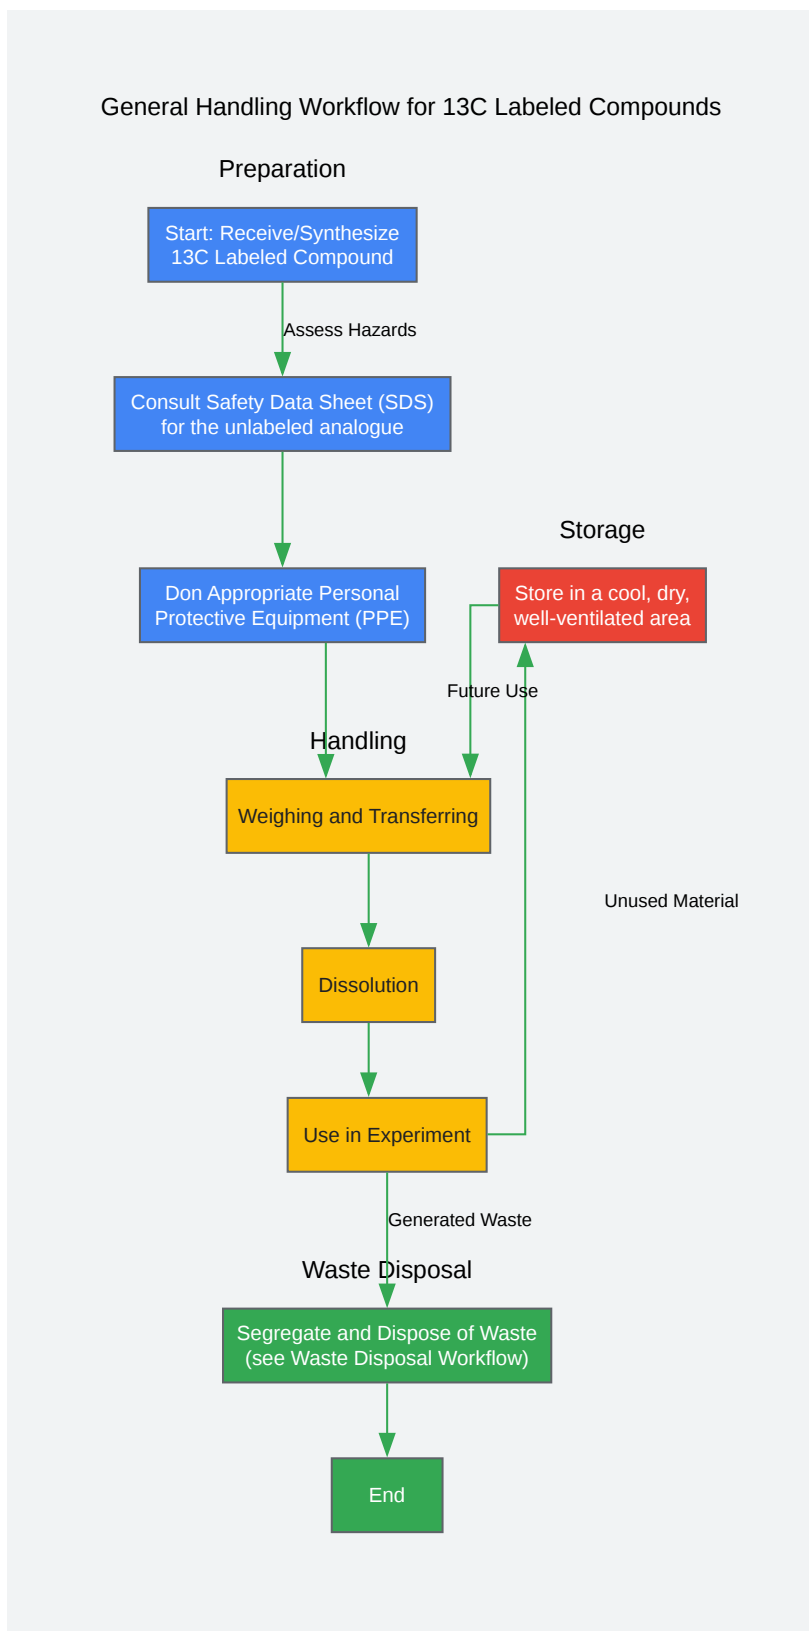 General Handling Workflow for 13C Labeled Compounds
Preparation
Start: Receive/Synthesize
13C Labeled Compound
Assess Hazards
Consult Safety Data Sheet (SDS)
for the unlabeled analogue
Storage
Don Appropriate Personal
Protective Equipment (PPE)
Store in a cool, dry,
well-ventilated area
Future Use
Handling
Weighing and Transferring
Unused Material
Dissolution
Use in Experiment
Generated Waste
Waste Disposal
Segregate and Dispose of Waste
(see Waste Disposal Workflow)
End